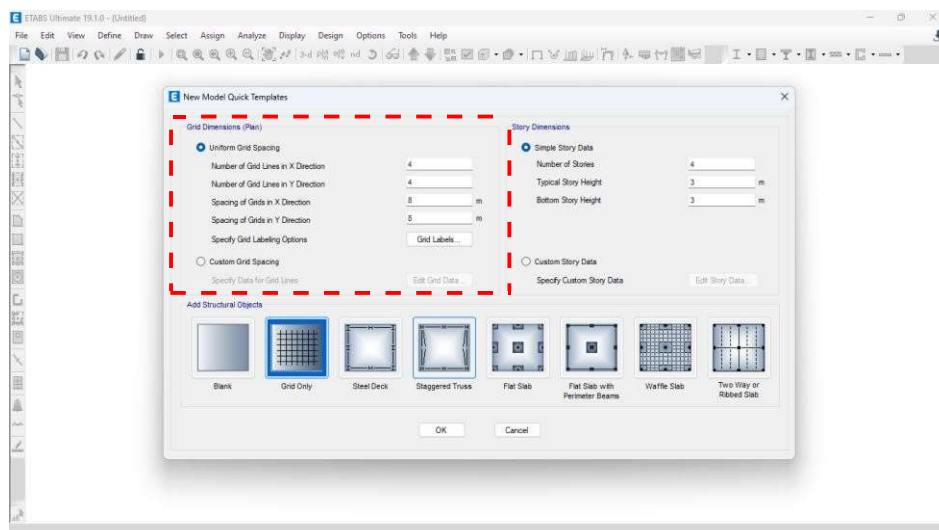 ETABS Ultimate 19.1.0 - (Untitled)
File Edit View Define Draw Select Assign Analyze Display Design Options Tools Help
3-d nd
New Model Quick Templates
Grid Dimensions (Plan)
Uniform Grid Spacing
Number of Grid Lines in X Direction 4
Number of Grid Lines in Y Direction 4
Spacing of Grids in X Direction 8 m
Spacing of Grids in Y Direction 8 m
Specify Grid Labeling Options Grid Labels...
Custom Grid Spacing
Specify Data for Grid Lines Edit Grid Data...
Story Dimensions
Simple Story Data
Number of Stories 4
Typical Story Height 3 m
Bottom Story Height 3 m
Custom Story Data
Specify Custom Story Data Edit Story Data...
Add Structural Objects
Blank
Grid Only
Steel Deck
Staggered Truss
Flat Slab
Flat Slab with
Perimeter Beams
Waffle Slab
Two Way or
Ribbed Slab
OK Cancel